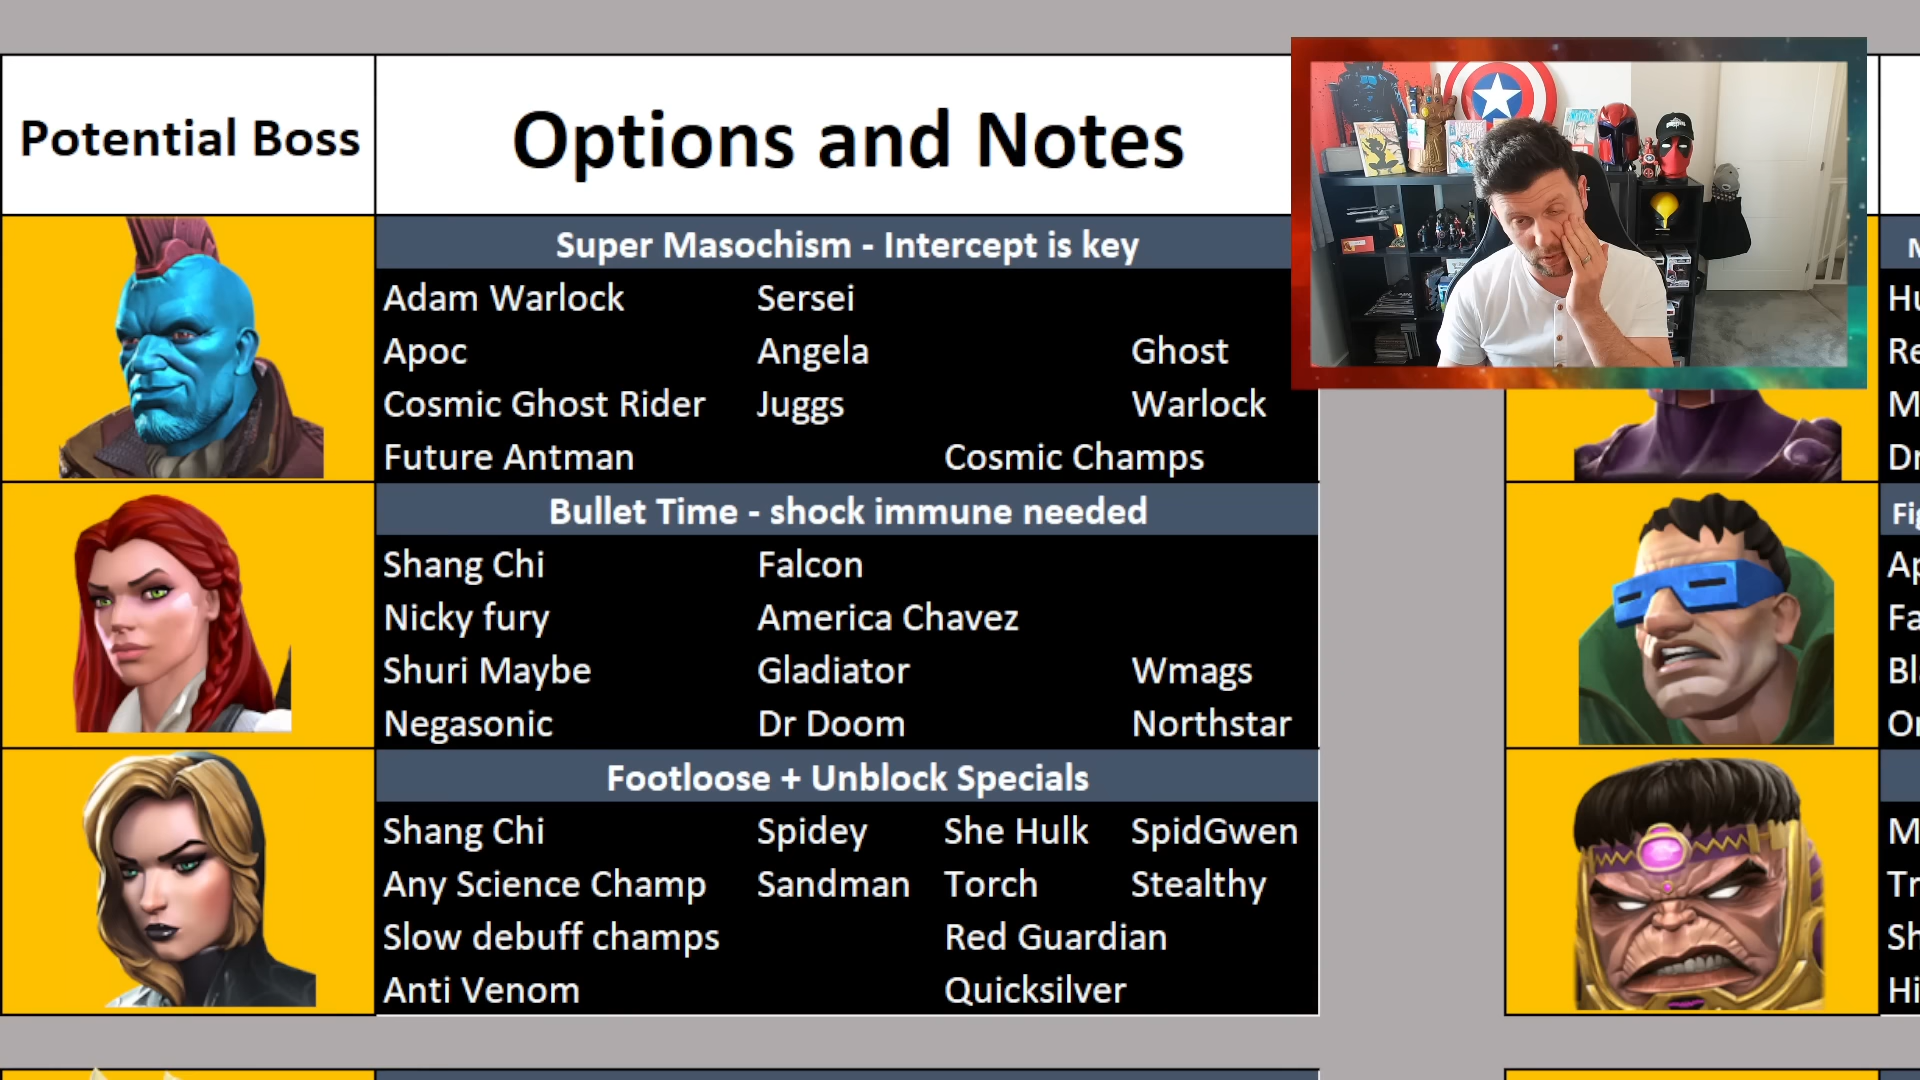 Potential Boss
Options and Notes
Super Masochism - Intercept is key
Adam Warlock Sersei
Apoc Angela Ghost
Cosmic Ghost Rider Juggs Warlock
Future Antman Cosmic Champs
Bullet Time - shock immune needed
Shang Chi Falcon
Nicky fury America Chavez
Shuri Maybe Gladiator Wmags
Negasonic Dr Doom Northstar
Footloose + Unblock Specials
Shang Chi Spidey She Hulk SpidGwen
Any Science Champ Sandman Torch Stealthy
Slow debuff champs Red Guardian
Anti Venom Quicksilver